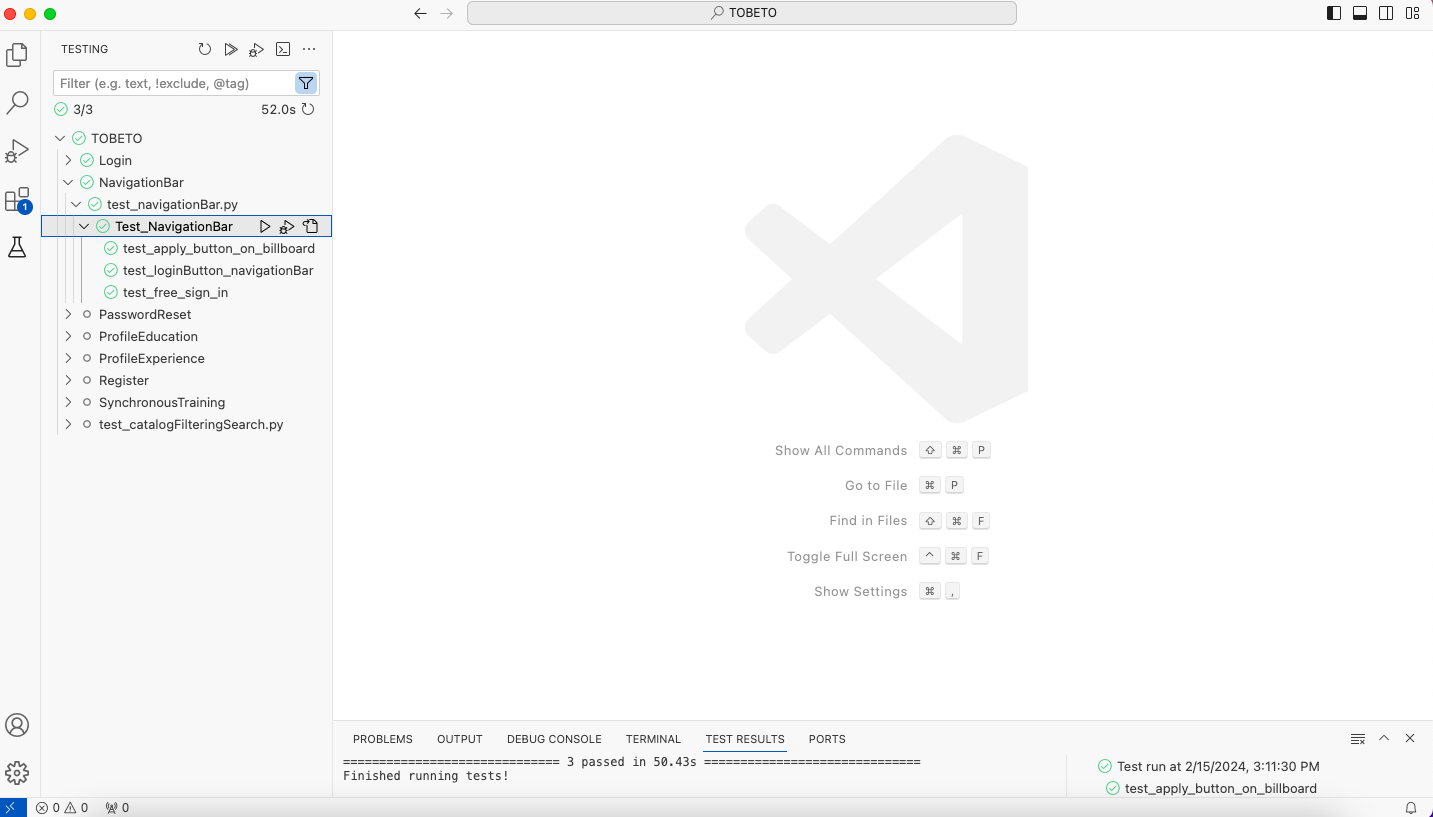 TOBETO
TESTING
Filter (e.g. text, !exclude, @tag)
3/3 52.0s
TOBETO
Login
NavigationBar
test_navigationBar.py
Test_NavigationBar
test_apply_button_on_billboard
test_loginButton_navigationBar
test_free_sign_in
PasswordReset
ProfileEducation
ProfileExperience
Register
SynchronousTraining
test_catalogFilteringSearch.py
1
Show All Commands ⇧ ⌘ P
Go to File ⌘ P
Find in Files ⇧ ⌘ F
Toggle Full Screen ^ ⌘ F
Show Settings ⌘ ,
PROBLEMS OUTPUT DEBUG CONSOLE TERMINAL TEST RESULTS PORTS
============================== 3 passed in 50.43s ==============================
Finished running tests!
Test run at 2/15/2024, 3:11:30 PM
test_apply_button_on_billboard
0 0 0